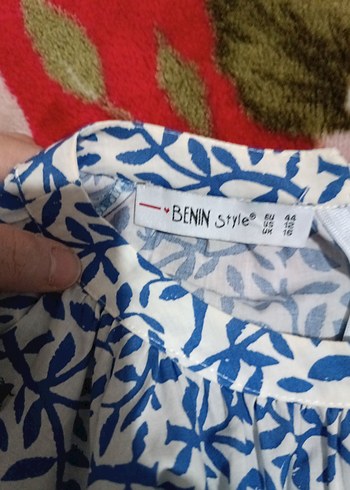 BENIN Style®
EU 44
US 12
UK 16